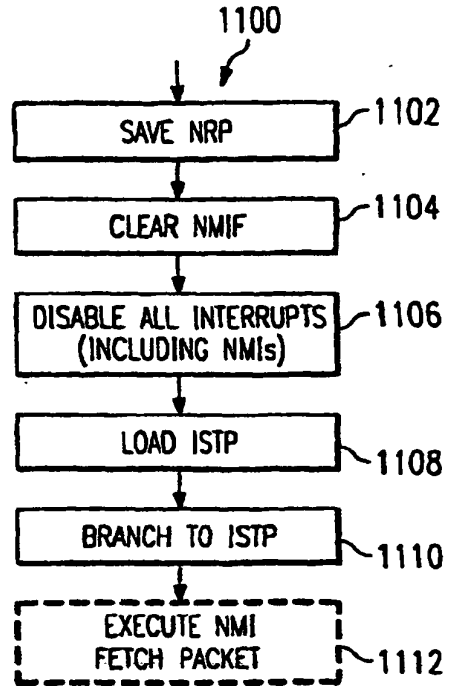 1100
SAVE NRP
1102
CLEAR NMIF
1104
DISABLE ALL INTERRUPTS
(INCLUDING NMIs)
1106
LOAD ISTP
1108
BRANCH TO ISTP
1110
EXECUTE NMI
FETCH PACKET
1112